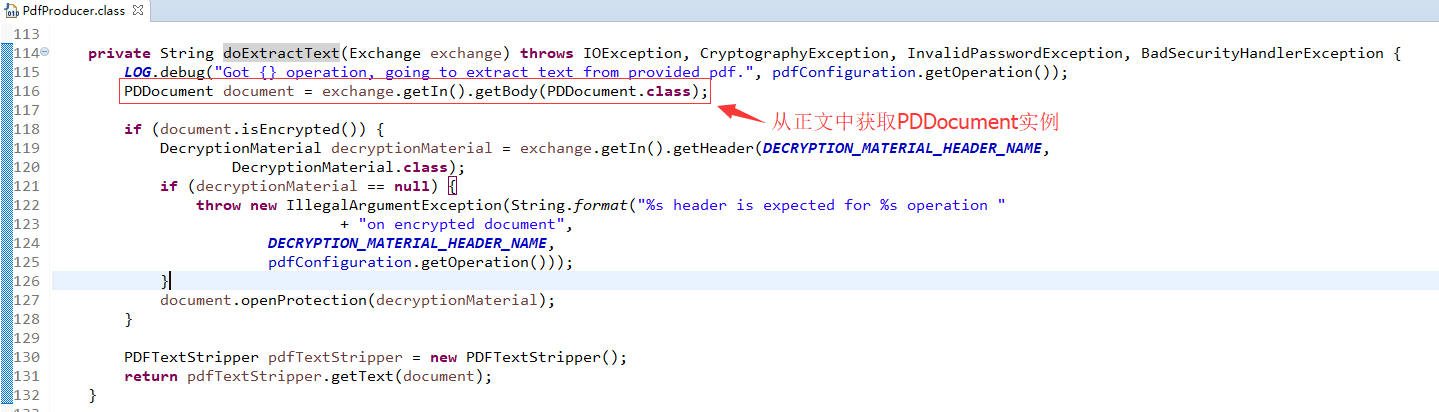 PdfProducer.class
113
114 private String doExtractText(Exchange exchange) throws IOException, CryptographyException, InvalidPasswordException, BadSecurityHandlerException {
115 LOG.debug("Got {} operation, going to extract text from provided pdf.", pdfConfiguration.getOperation());
116 PDDocument document = exchange.getIn().getBody(PDDocument.class);
117
从正文中获取PDDocument实例
118 if (document.isEncrypted()) {
119 DecryptionMaterial decryptionMaterial = exchange.getIn().getHeader(DECRYPTION_MATERIAL_HEADER_NAME,
120 DecryptionMaterial.class);
121 if (decryptionMaterial == null) {
122 throw new IllegalArgumentException(String.format("%s header is expected for %s operation "
123 + "on encrypted document",
124 DECRYPTION_MATERIAL_HEADER_NAME,
125 pdfConfiguration.getOperation()));
126 }
127 document.openProtection(decryptionMaterial);
128 }
129
130 PDFTextStripper pdfTextStripper = new PDFTextStripper();
131 return pdfTextStripper.getText(document);
132 }